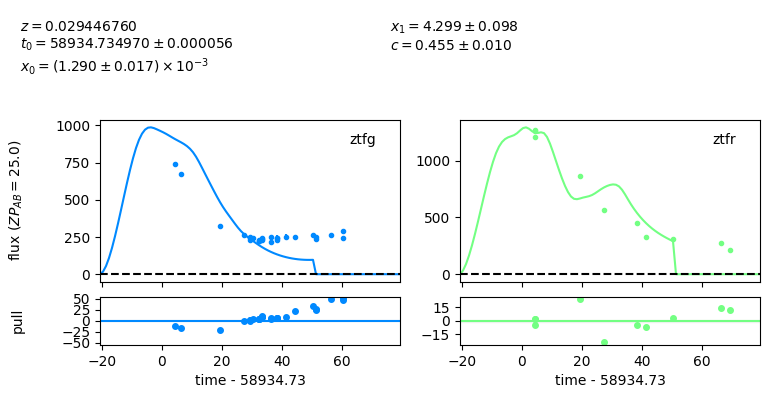 z = 0.029446760
t₀ = 58934.734970 ± 0.000056
x₀ = (1.290 ± 0.017) × 10⁻³
x₁ = 4.299 ± 0.098
c = 0.455 ± 0.010
flux (ZP_AB = 25.0)
1000
750
500
250
0
ztfg
1000
500
0
ztfr
pull
50
25
0
−25
−50
15
0
−15
−20 0 20 40 60
−20 0 20 40 60
time - 58934.73
time - 58934.73